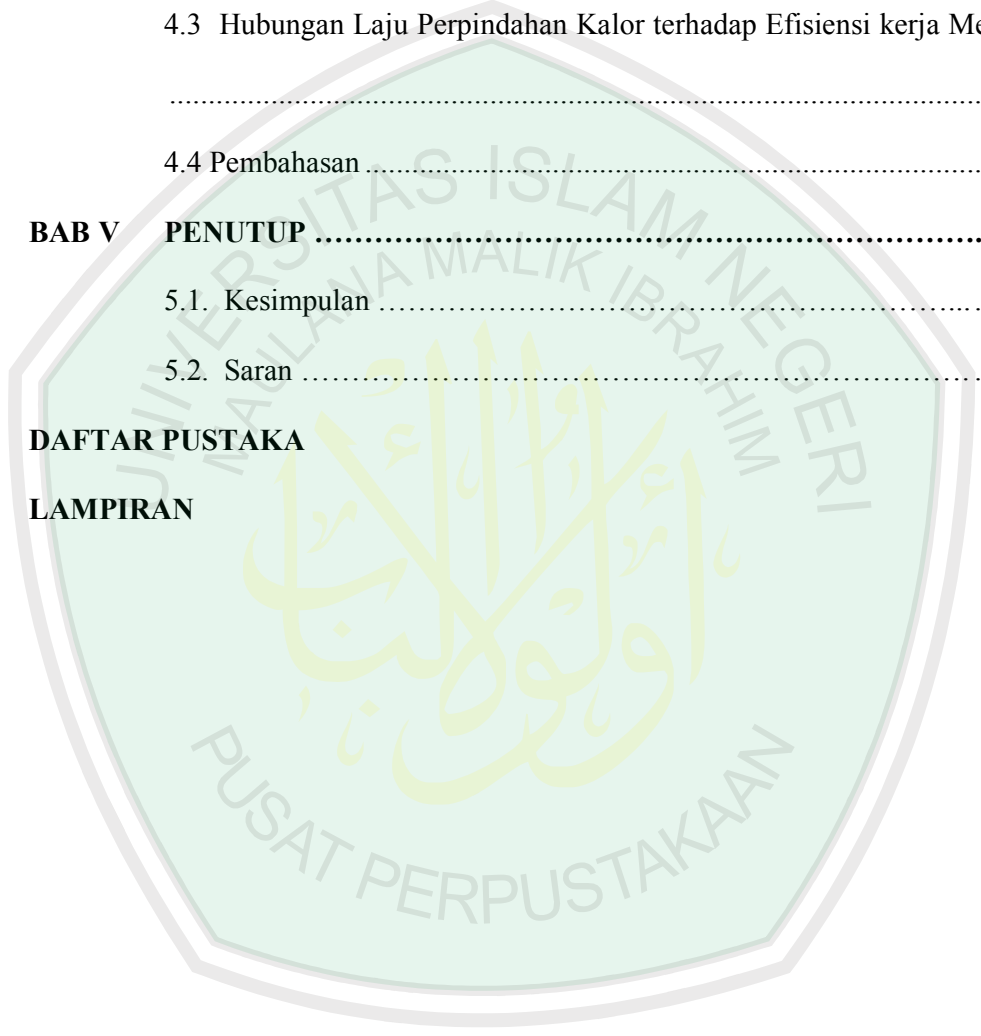 4.3 Hubungan Laju Perpindahan Kalor terhadap Efisiensi kerja
....................................................................................
4.4 Pembahasan ....................................................................................
BAB V PENUTUP ……………………………………………………………
5.1. Kesimpulan ………………………………………………………
5.2. Saran ………………………………………………………………
DAFTAR PUSTAKA
LAMPIRAN
UNIVERSITAS ISLAM NEGERI
MAULANA MALIK IBRAHIM
PUSAT PERPUSTAKAAN